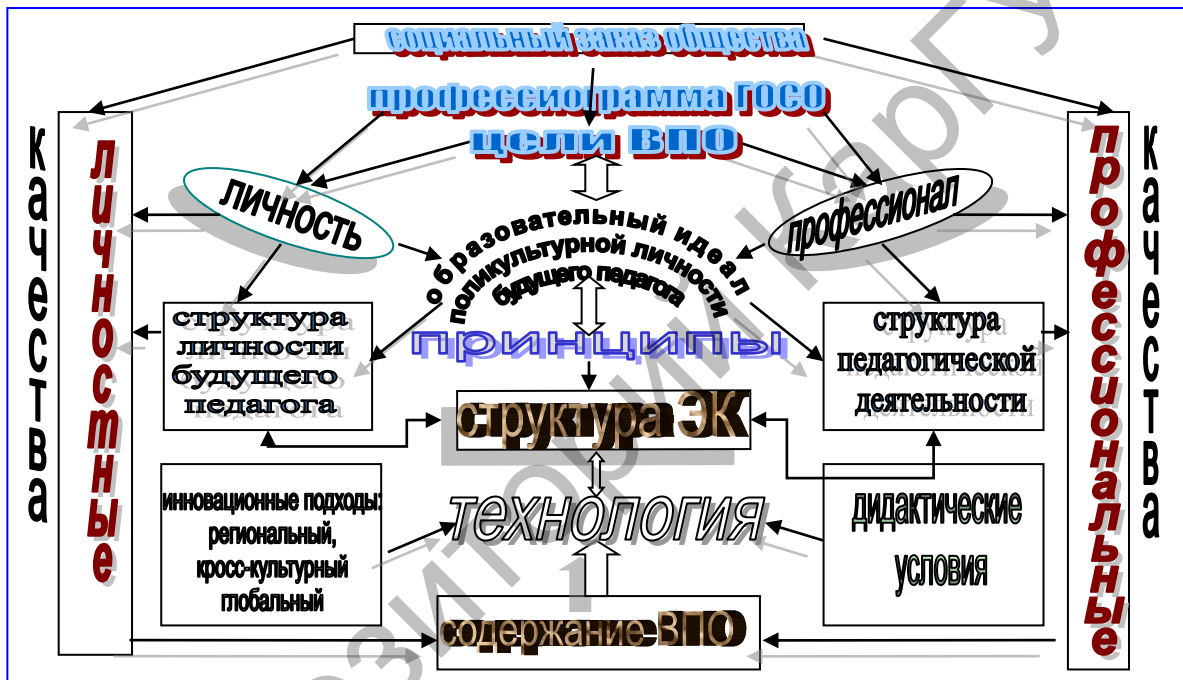 социальный заказ общества
профессиограмма ГОСО
цели ВПО
качества
личностные
личность
профессионал
профессиональные
качества
образовательный идеал
поликультурной личности
будущего педагога
принципы
структура
личности
будущего
педагога
структура
педагогической
деятельности
структура ЭК
инновационные подходы:
региональный,
кросс-культурный
глобальный
технология
дидактические
условия
содержание ВПО
зиторий КарГУ